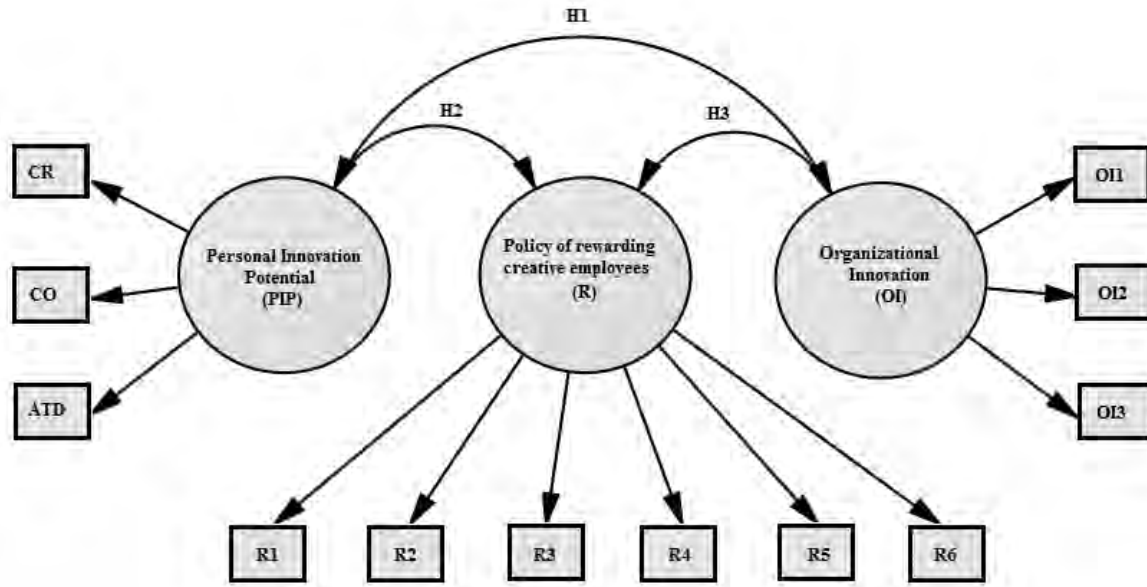 H1
H2
H3
CR
CO
ATD
Personal Innovation
Potential
(PIP)
Policy of rewarding
creative employees
(R)
Organizational
Innovation
(OI)
OI1
OI2
OI3
R1
R2
R3
R4
R5
R6